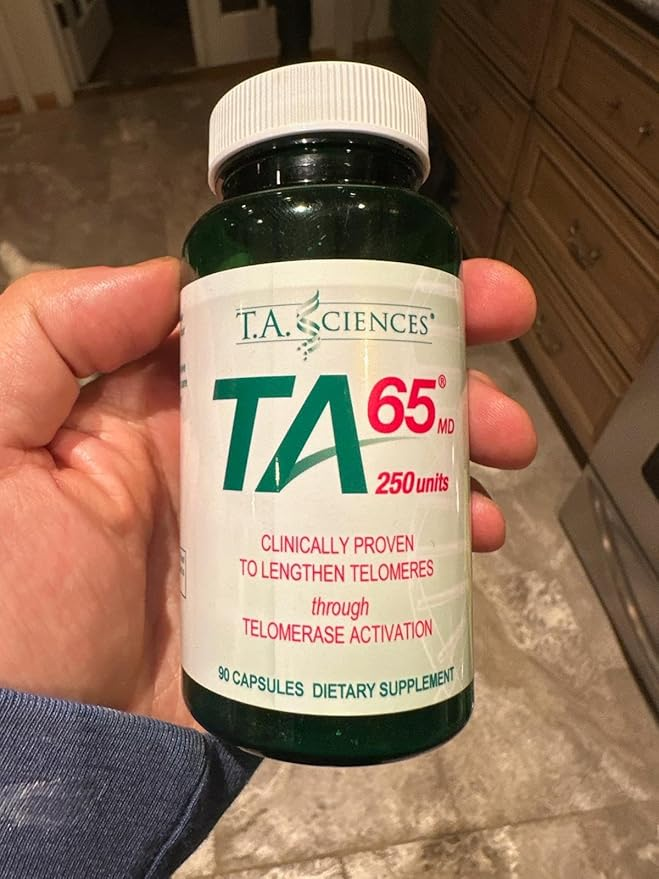 T.A. SCIENCES®
TA 65® MD
250 units
CLINICALLY PROVEN
TO LENGTHEN TELOMERES
through
TELOMERASE ACTIVATION
90 CAPSULES DIETARY SUPPLEMENT